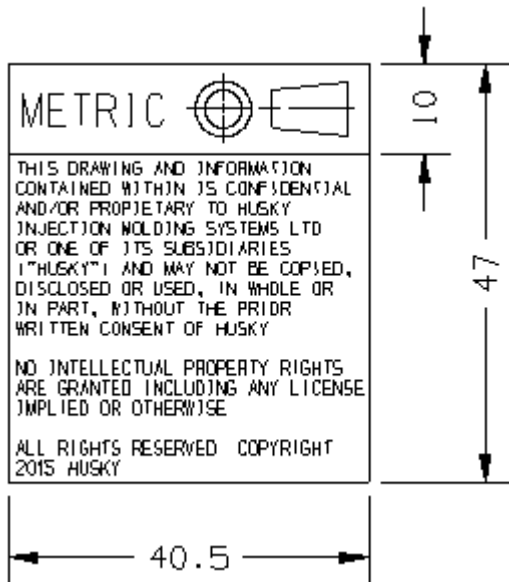 METRIC
10
THIS DRAWING AND INFORMATION
CONTAINED WITHIN IS CONFIDENTIAL
AND/OR PROPIETARY TO HUSKY
INJECTION MOLDING SYSTEMS LTD
OR ONE OF ITS SUBSIDIARIES
("HUSKY") AND MAY NOT BE COPIED,
DISCLOSED OR USED, IN WHOLE OR
IN PART, WITHOUT THE PRIOR
WRITTEN CONSENT OF HUSKY
NO INTELLECTUAL PROPERTY RIGHTS
ARE GRANTED INCLUDING ANY LICENSE
IMPLIED OR OTHERWISE
ALL RIGHTS RESERVED COPYRIGHT
2015 HUSKY
47
40.5